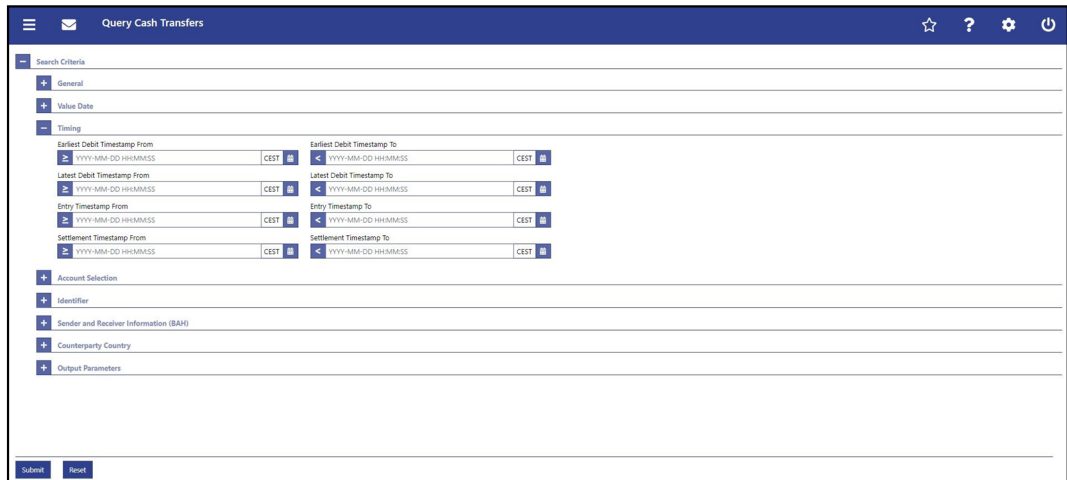 Query Cash Transfers
Search Criteria
General
Value Date
Timing
Earliest Debit Timestamp From Earliest Debit Timestamp To
≥ YYYY-MM-DD HH:MM:SS CEST < YYYY-MM-DD HH:MM:SS CEST
Latest Debit Timestamp From Latest Debit Timestamp To
≥ YYYY-MM-DD HH:MM:SS CEST < YYYY-MM-DD HH:MM:SS CEST
Entry Timestamp From Entry Timestamp To
≥ YYYY-MM-DD HH:MM:SS CEST < YYYY-MM-DD HH:MM:SS CEST
Settlement Timestamp From Settlement Timestamp To
≥ YYYY-MM-DD HH:MM:SS CEST < YYYY-MM-DD HH:MM:SS CEST
Account Selection
Identifier
Sender and Receiver Information (BAH)
Counterparty Country
Output Parameters
Submit Reset